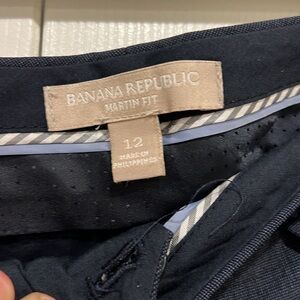 BANANA REPUBLIC
MARTIN FIT
12
MADE IN
PHILIPPINES